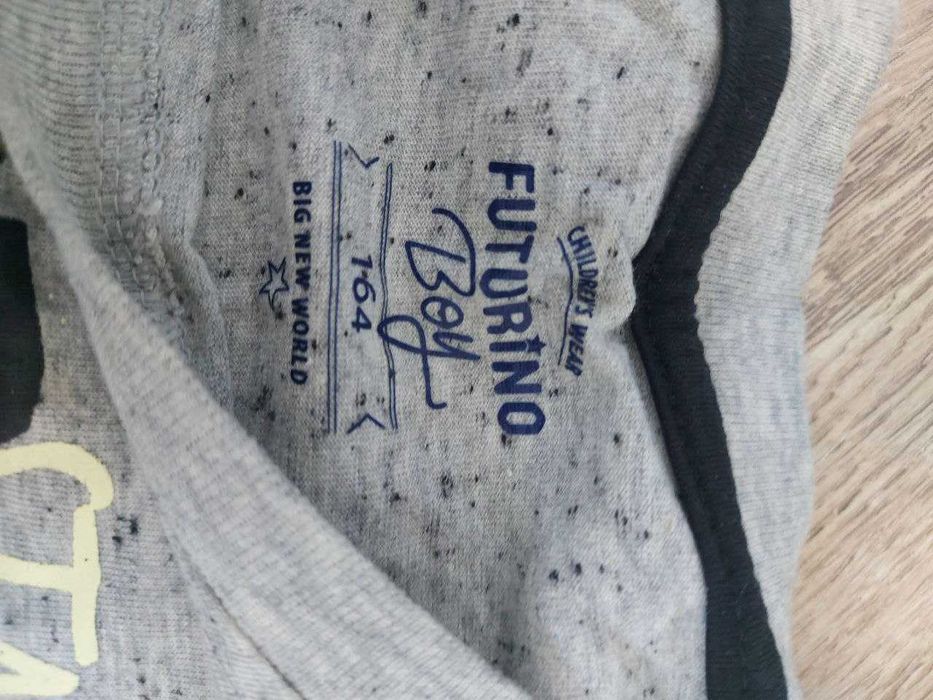 CHILDREN'S WEAR
FUTURINO
Boy
164
BIG NEW WORLD